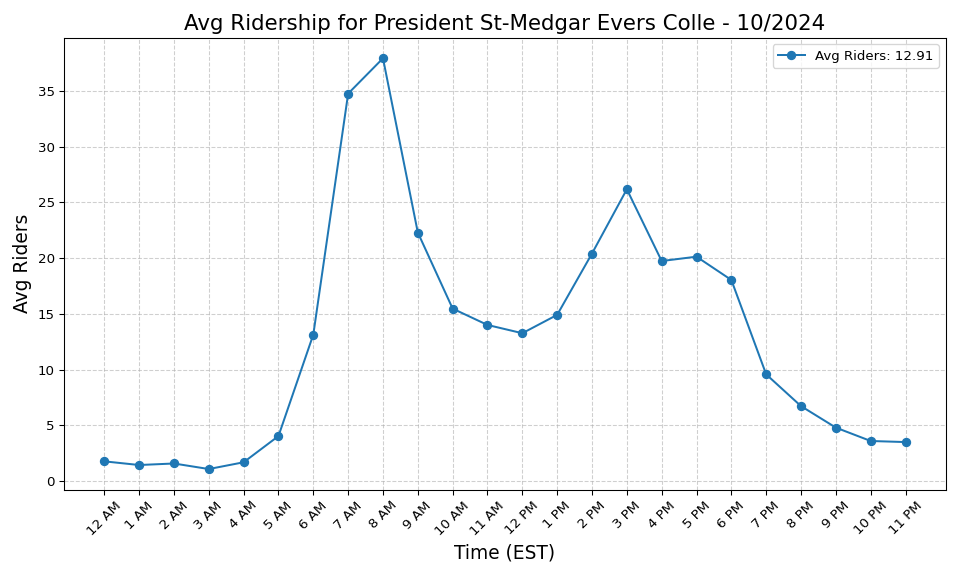 Avg Ridership for President St-Medgar Evers Colle - 10/2024
Avg Riders: 12.91
Avg Riders
35
30
25
20
15
10
5
0
12 AM
1 AM
2 AM
3 AM
4 AM
5 AM
6 AM
7 AM
8 AM
9 AM
10 AM
11 AM
12 PM
1 PM
2 PM
3 PM
4 PM
5 PM
6 PM
7 PM
8 PM
9 PM
10 PM
11 PM
Time (EST)